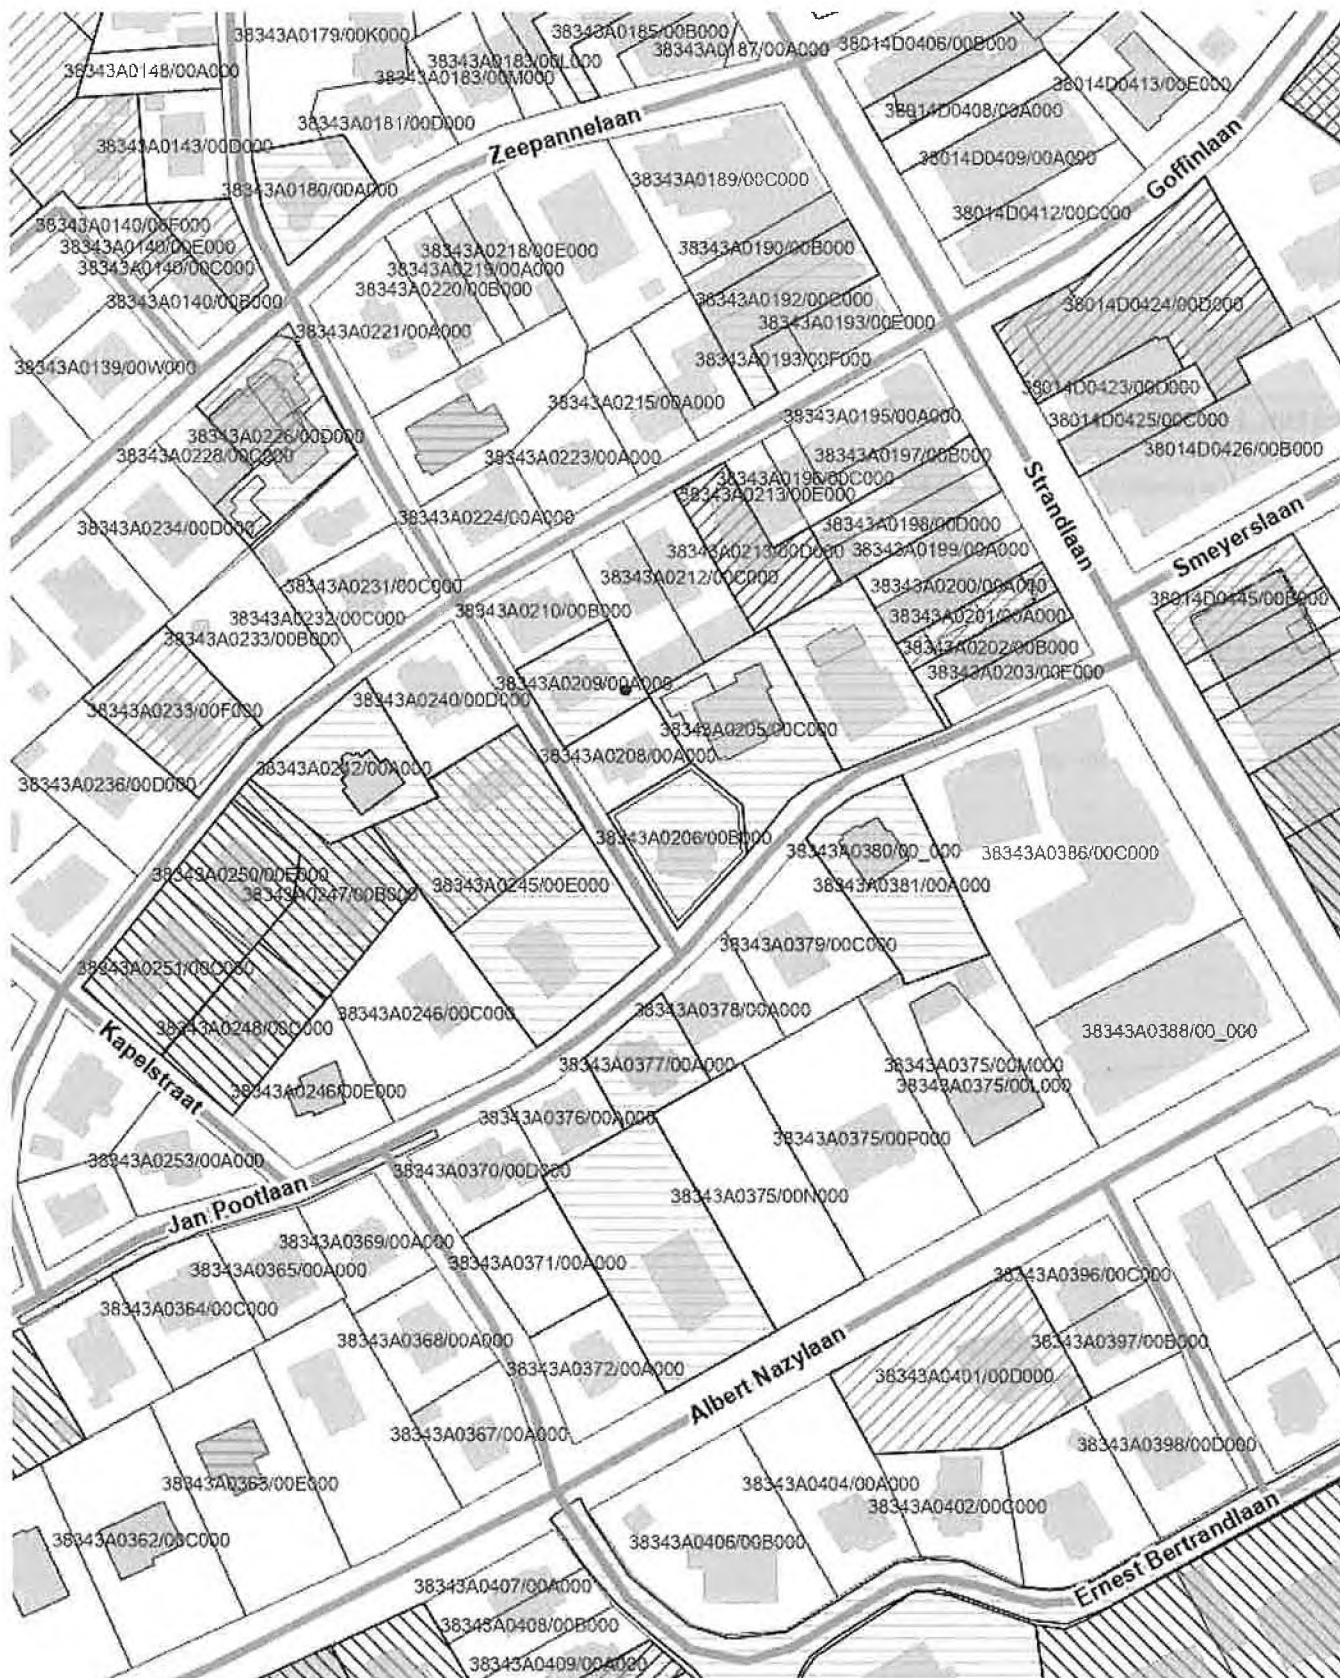 38343A0179/00K000
38343A0185/00B000
38343A0187/00A000
38014D0406/00B000
38343A0148/00A000
38343A0183/00L000
38343A0183/00M000
38014D0413/00E000
38014D0408/00A000
38343A0181/00D000
Zeepannelaan
38343A0143/00D000
38014D0409/00A000
Goffinlaan
38343A0180/00A000
38343A0189/00C000
38014D0412/00C000
38343A0140/00F000
38343A0140/00E000
38343A0140/00C000
38343A0140/00B000
38343A0218/00E000
38343A0219/00A000
38343A0220/00B000
38343A0190/00B000
38343A0192/00C000
38014D0424/00D000
38343A0221/00A000
38343A0193/00E000
38343A0193/00F000
38343A0139/00W000
38014D0423/00D000
38343A0215/00A000
38343A0195/00A000
38014D0425/00C000
38343A0226/00D000
38343A0228/00C000
38343A0223/00A000
38343A0197/00B000
38014D0426/00B000
38343A0196/00C000
38343A0213/00E000
Strandlaan
38343A0234/00D000
38343A0224/00A000
38343A0198/00D000
Smeyerslaan
38343A0213/00D000
38343A0199/00A000
38343A0212/00C000
38343A0231/00C000
38343A0200/00A000
38014D0445/00B000
38343A0232/00C000
38343A0210/00B000
38343A0201/00A000
38343A0233/00B000
38343A0202/00B000
38343A0203/00E000
38343A0209/00A000
38343A0240/00D000
38343A0233/00F000
38343A0205/00C000
38343A0208/00A000
38343A0242/00A000
38343A0236/00D000
38343A0206/00B000
38343A0380/00_000
38343A0386/00C000
38343A0250/00E000
38343A0247/00B000
38343A0245/00E000
38343A0381/00A000
38343A0379/00C000
38343A0251/00C000
38343A0246/00C000
38343A0378/00A000
38343A0248/00C000
38343A0388/00_000
Kapelstraat
38343A0377/00A000
38343A0375/00M000
38343A0375/00L000
38343A0246/00E000
38343A0376/00A000
38343A0375/00P000
38343A0253/00A000
38343A0370/00D000
38343A0375/00N000
Jan Pootlaan
38343A0369/00A000
38343A0371/00A000
38343A0365/00A000
38343A0396/00C000
38343A0364/00C000
38343A0368/00A000
38343A0397/00B000
38343A0372/00A000
38343A0401/00D000
Albert Nazylaan
38343A0367/00A000
38343A0398/00D000
38343A0363/00E000
38343A0404/00A000
38343A0402/00C000
38343A0362/00C000
38343A0406/00B000
Ernest Bertrandlaan
38343A0407/00A000
38343A0408/00B000
38343A0409/00A000